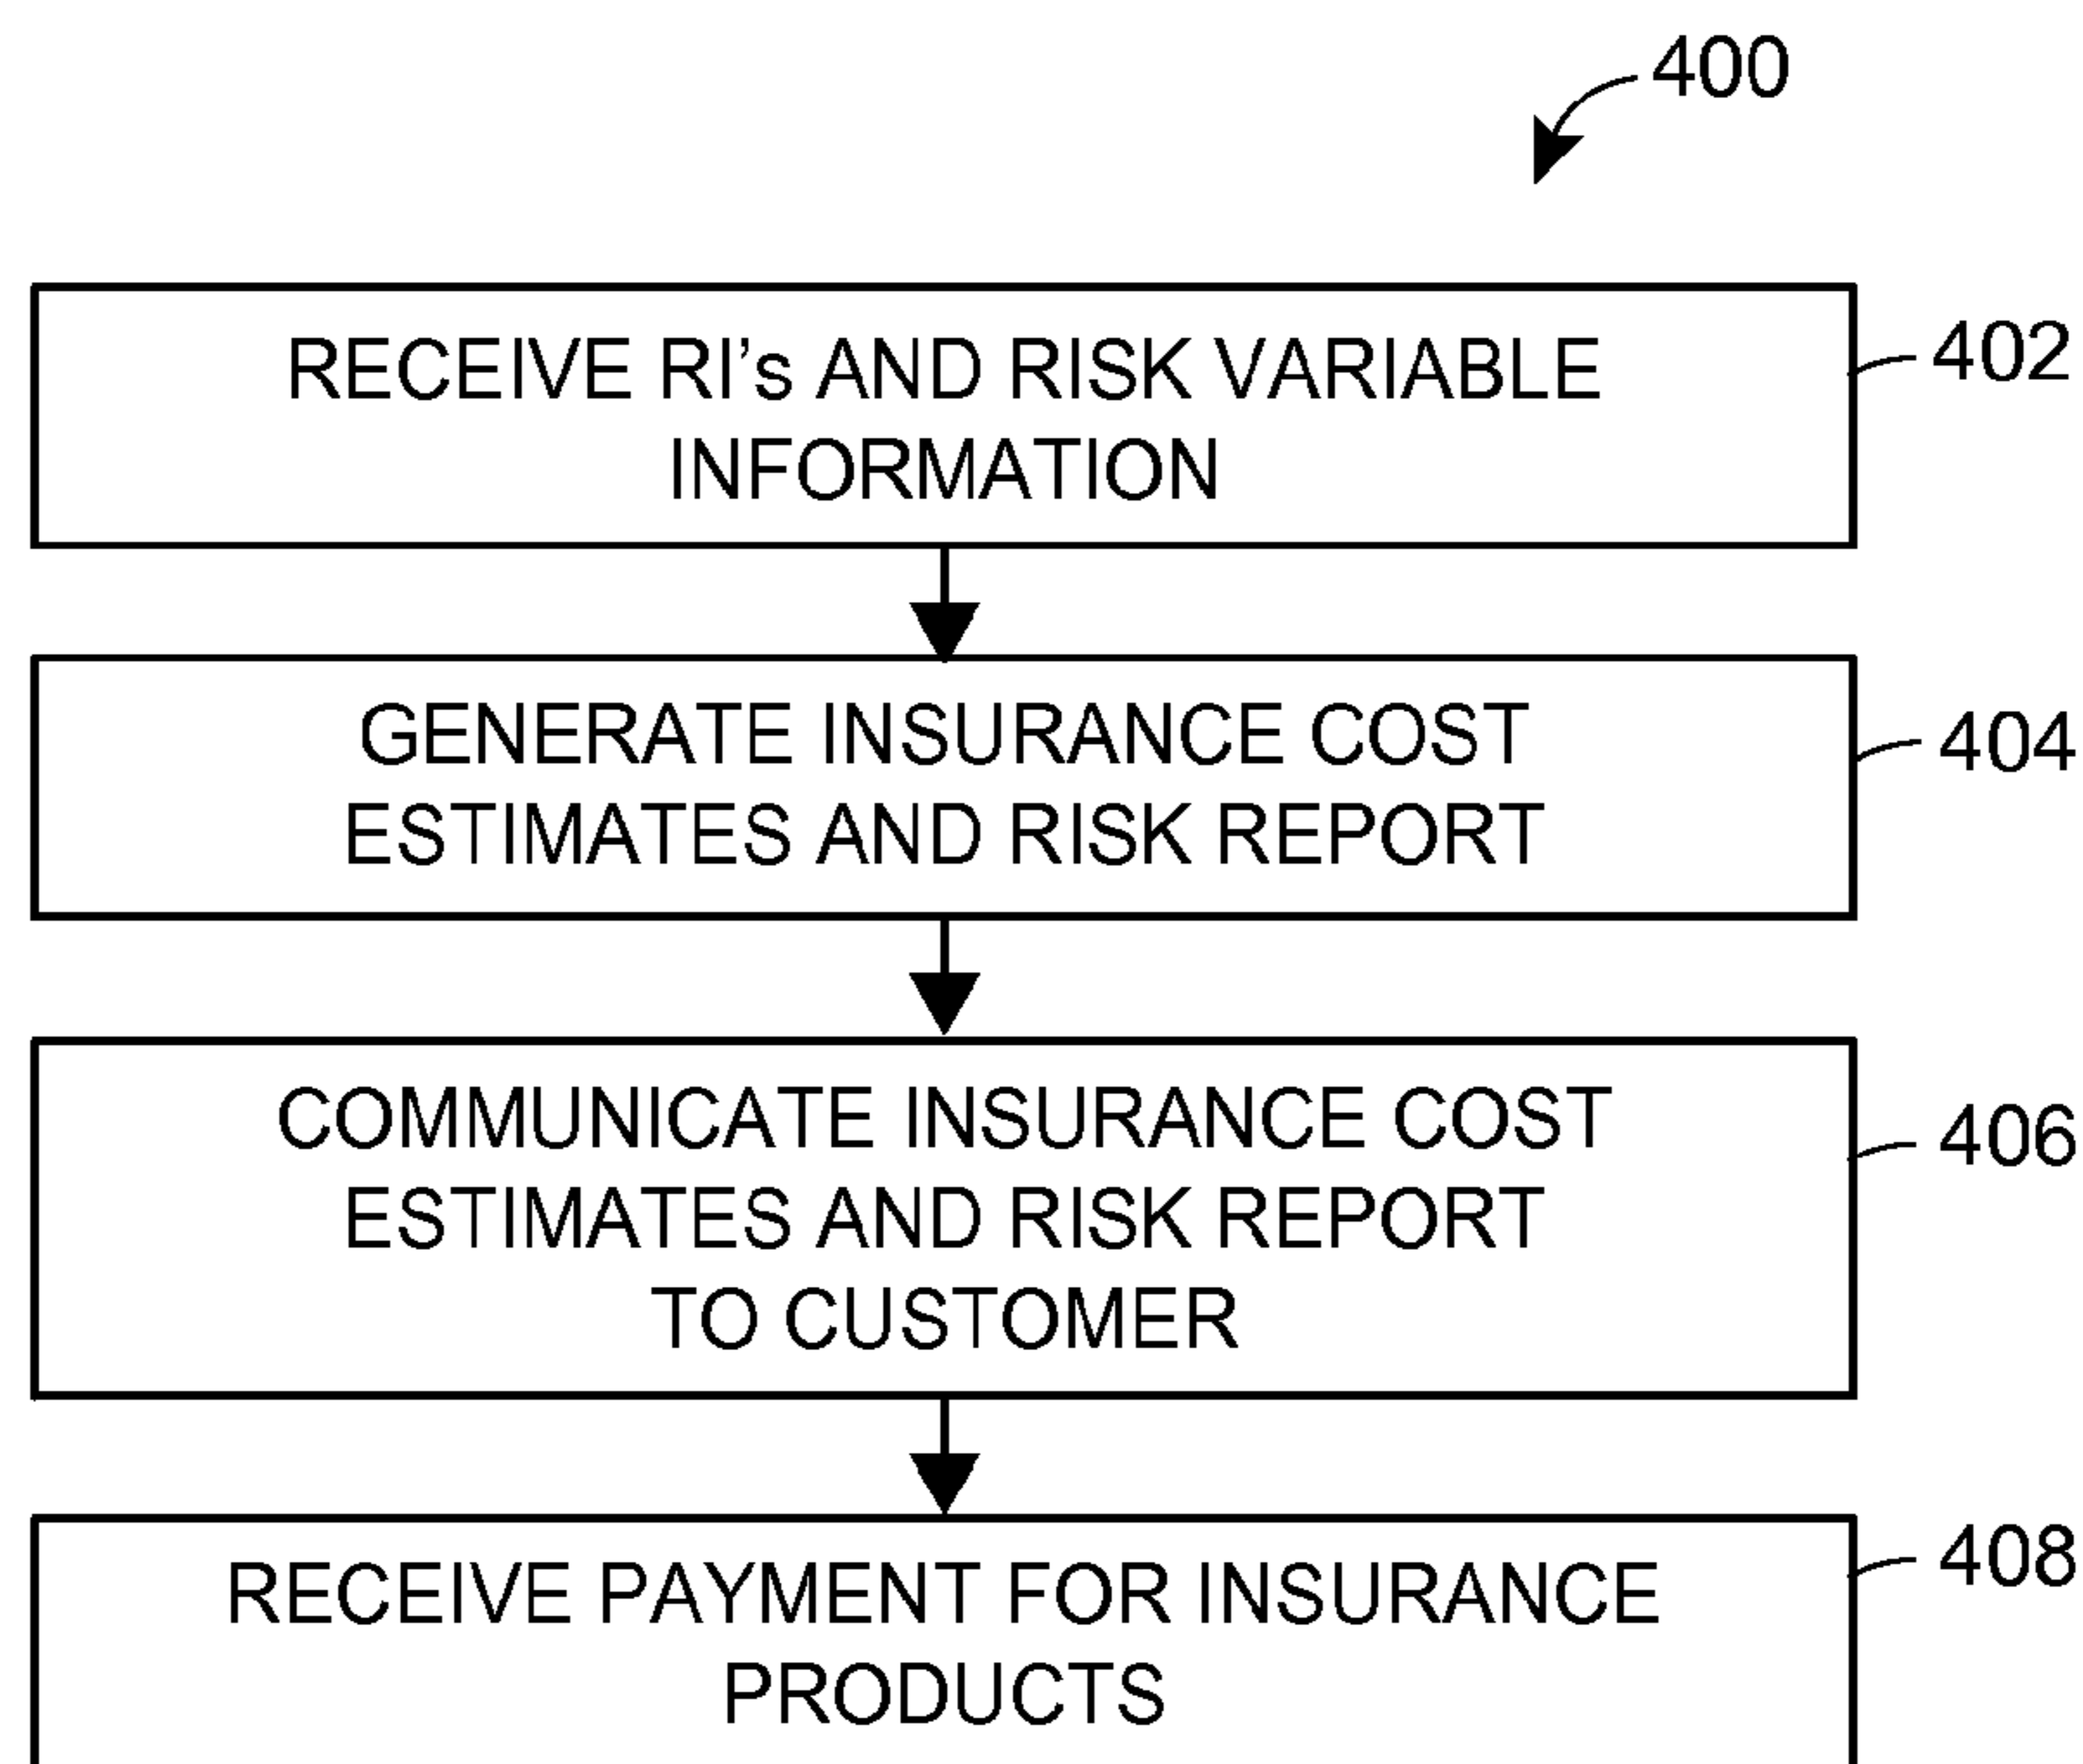 400
RECEIVE RI's AND RISK VARIABLE
INFORMATION
402
GENERATE INSURANCE COST
ESTIMATES AND RISK REPORT
404
COMMUNICATE INSURANCE COST
ESTIMATES AND RISK REPORT
TO CUSTOMER
406
RECEIVE PAYMENT FOR INSURANCE
PRODUCTS
408